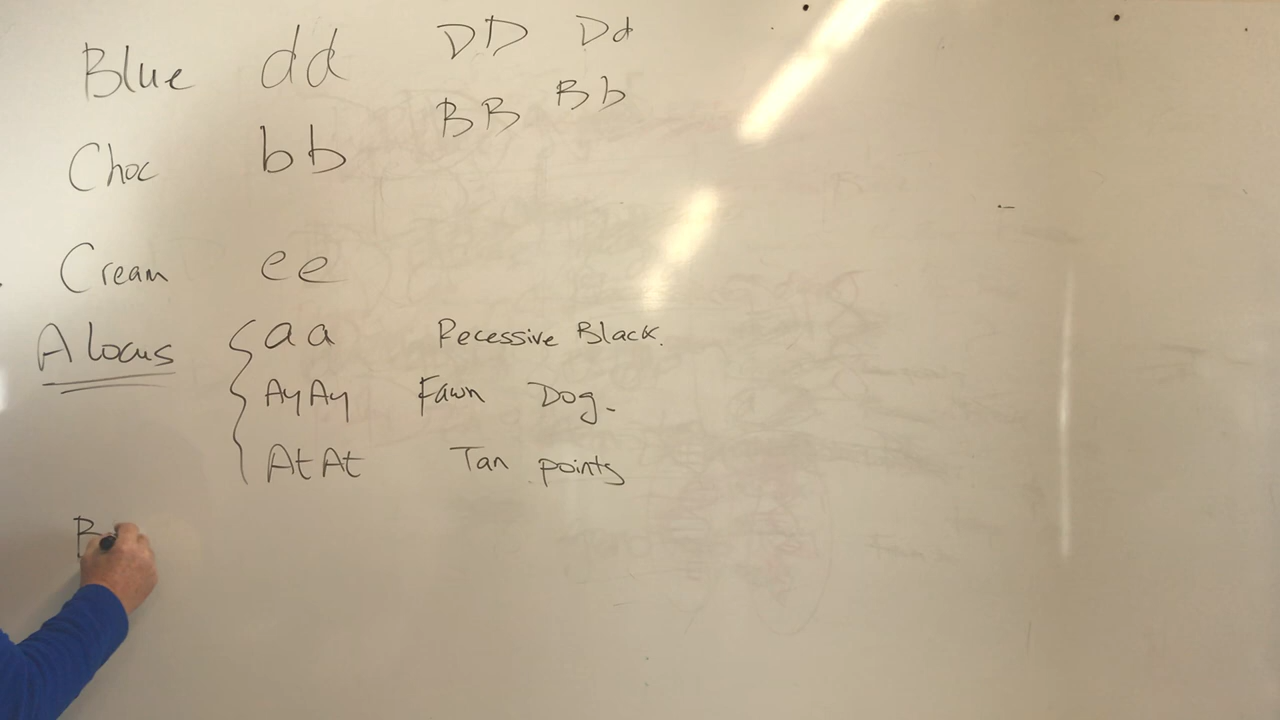 Blue dd DD Dd
BB Bb
Choc bb
Cream ee
A locus { aa Recessive Black.
AyAy Fawn Dog.
AtAt Tan points